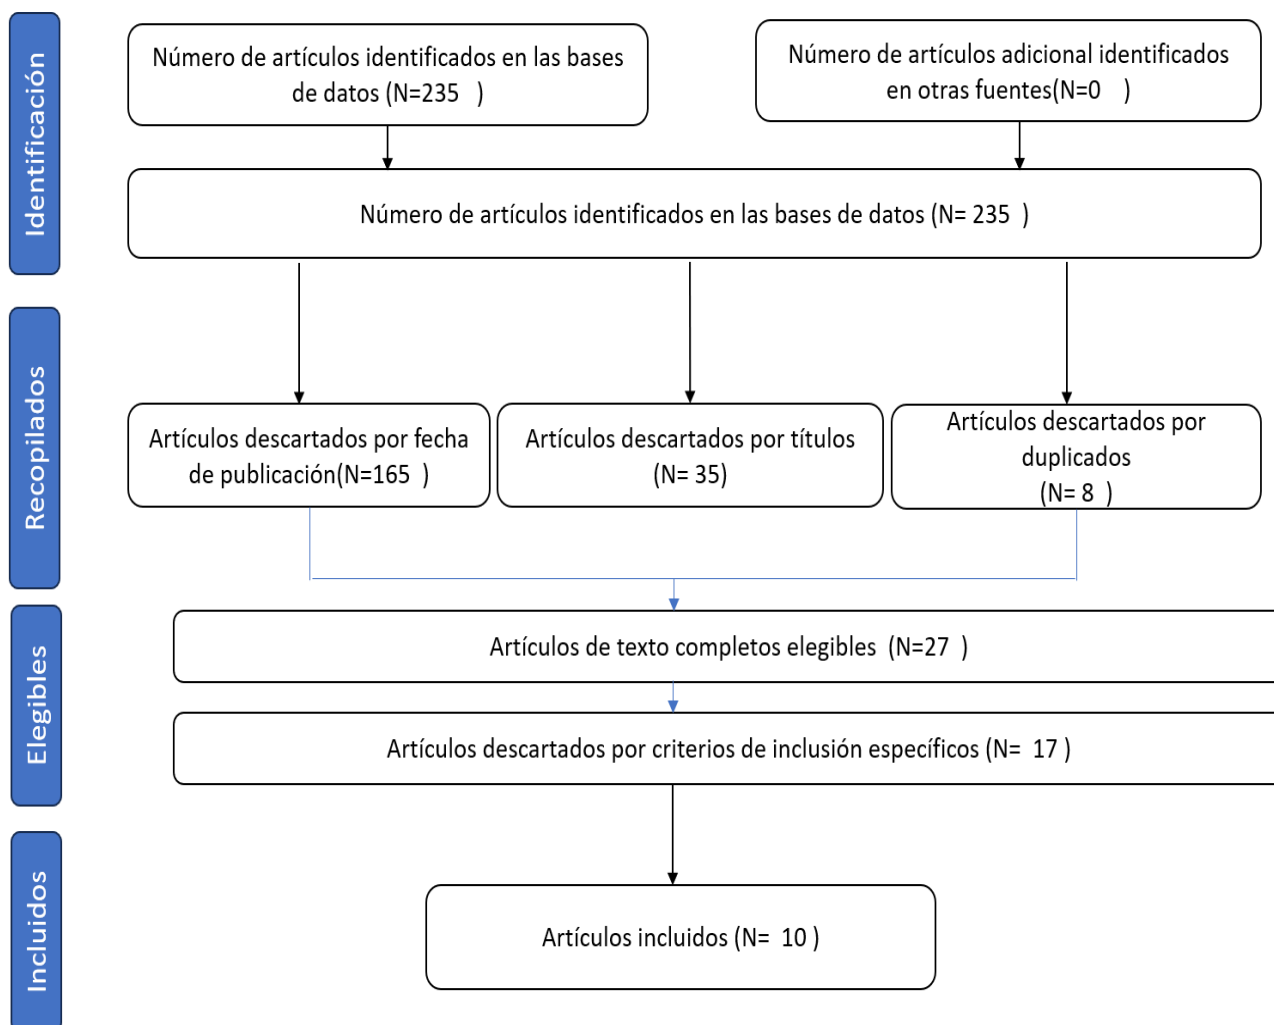 Identificación
Número de artículos identificados en las bases
de datos (N=235   )
Número de artículos adicional identificados
en otras fuentes(N=0    )
Número de artículos identificados en las bases de datos (N= 235  )
Recopilados
Artículos descartados por fecha
de publicación(N=165  )
Artículos descartados por títulos
(N= 35)
Artículos descartados por
duplicados
(N= 8  )
Elegibles
Artículos de texto completos elegibles  (N=27  )
Artículos descartados por criterios de inclusión específicos (N=  17 )
Incluidos
Artículos incluidos (N=  10 )